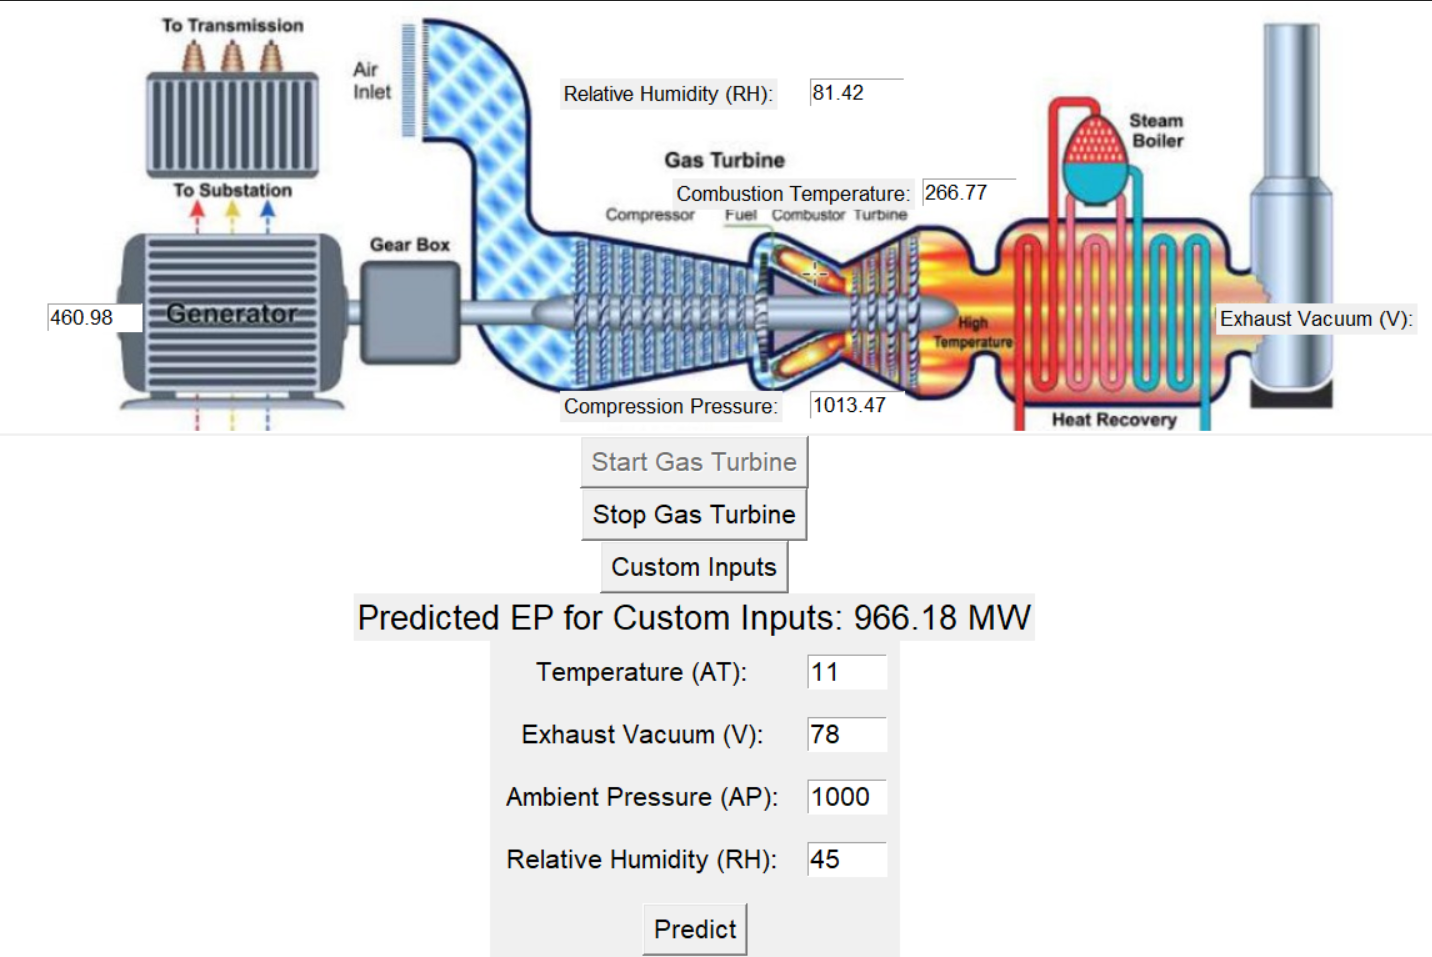 To Transmission
Air
Inlet
Relative Humidity (RH): 81.42
Steam
Boiler
Gas Turbine
To Substation
Combustion Temperature: 266.77
Compressor Fuel Combustor Turbine
Gear Box
460.98
Generator
Exhaust Vacuum (V):
High
Temperature
Compression Pressure: 1013.47
Heat Recovery
Start Gas Turbine
Stop Gas Turbine
Custom Inputs
Predicted EP for Custom Inputs: 966.18 MW
Temperature (AT): 11
Exhaust Vacuum (V): 78
Ambient Pressure (AP): 1000
Relative Humidity (RH): 45
Predict